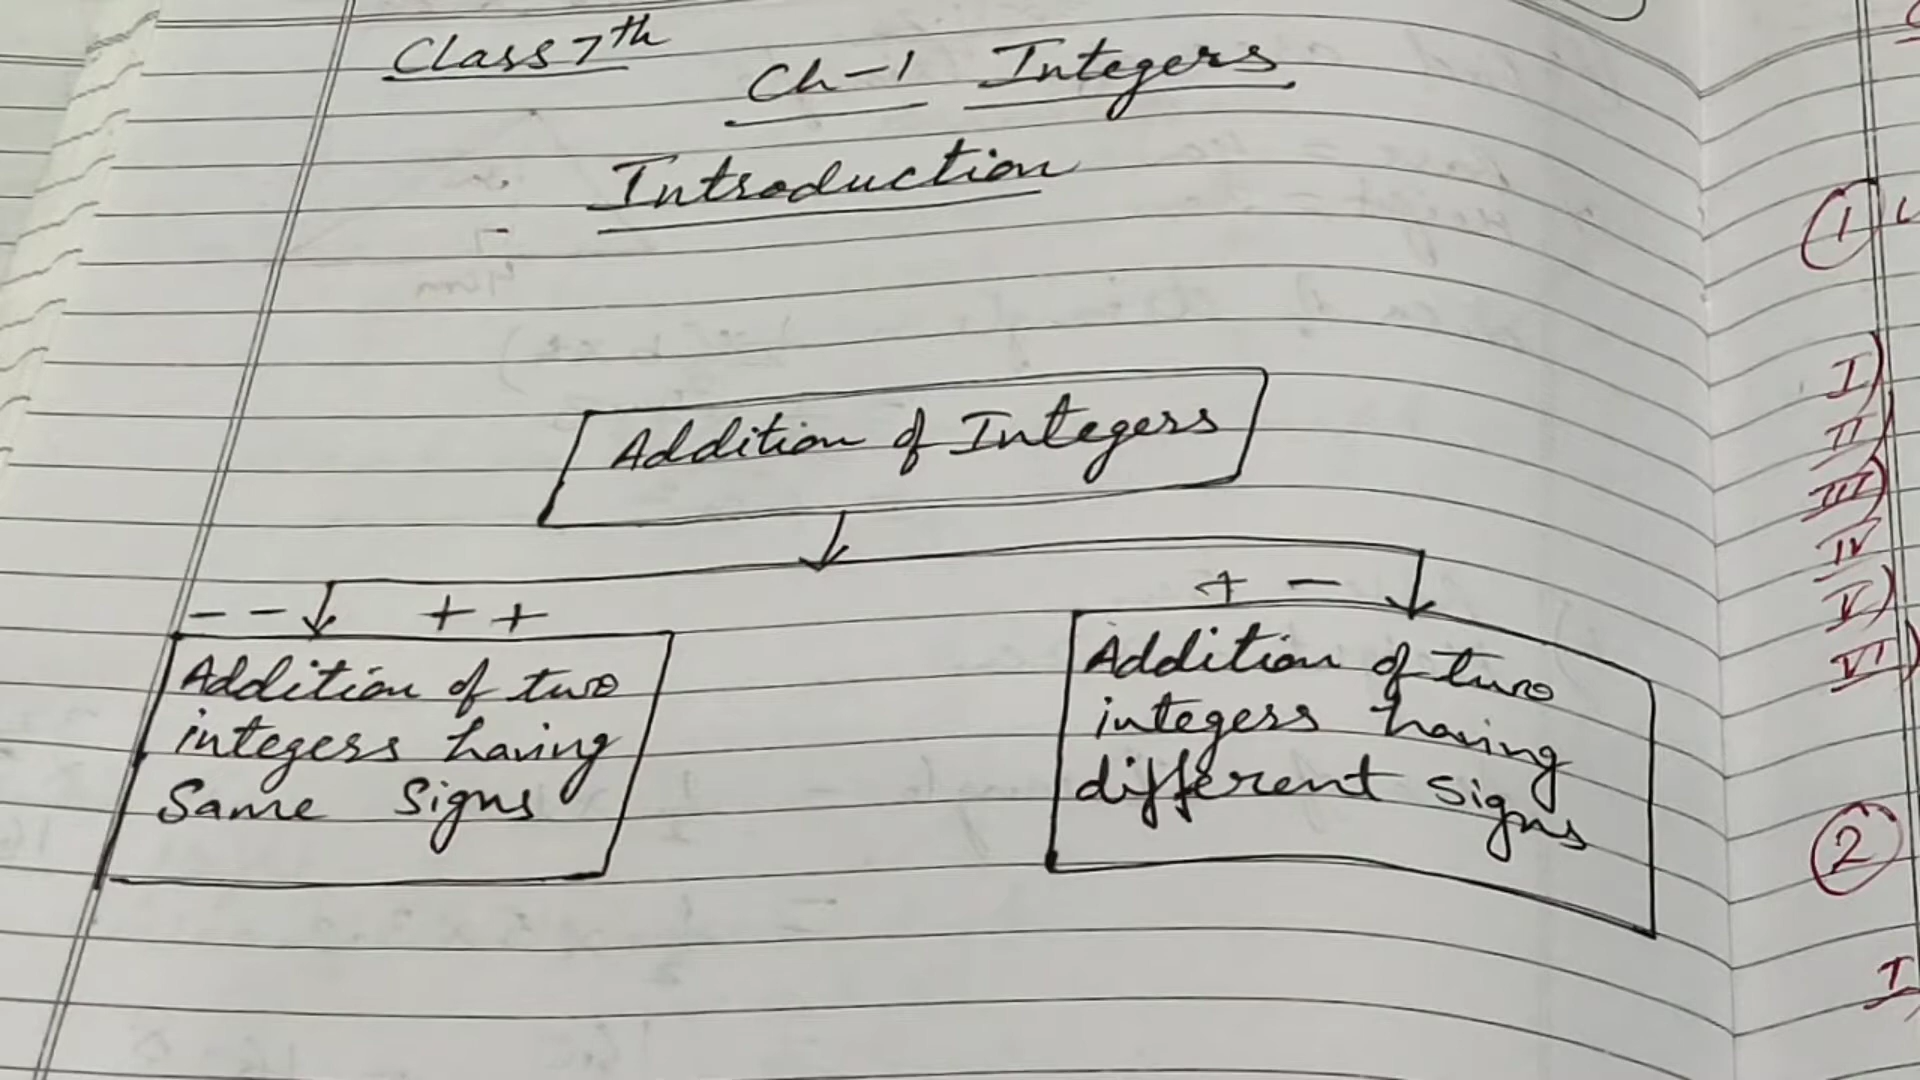 Class 7th
Ch-1 Integers
Introduction
Addition of Integers
- - + +
+ -
Addition of two
integers having
Same Signs
Addition of two
integers having
different signs
1
I)
II)
III)
IV
V)
VI)
2
I